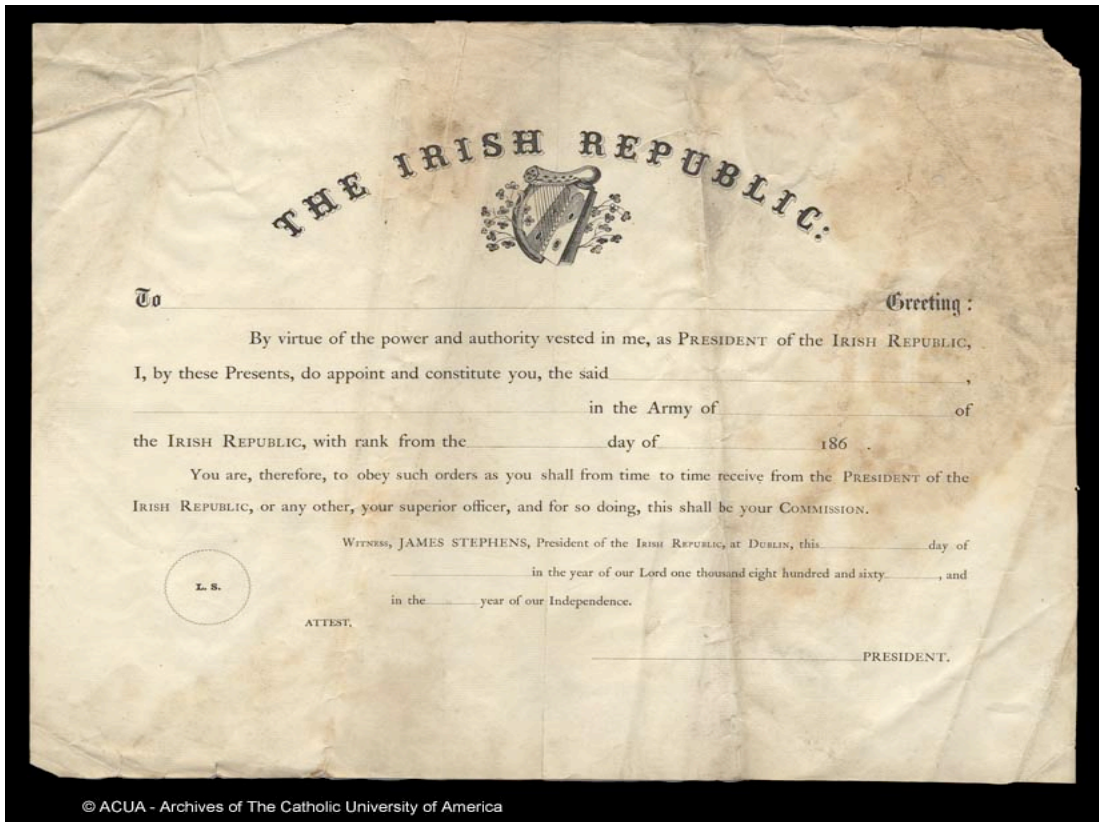 THE IRISH REPUBLIC:
To Greeting:
By virtue of the power and authority vested in me, as PRESIDENT of the IRISH REPUBLIC,
I, by these Presents, do appoint and constitute you, the said ,
in the Army of of
the IRISH REPUBLIC, with rank from the day of 186 .
You are, therefore, to obey such orders as you shall from time to time receive from the PRESIDENT of the
IRISH REPUBLIC, or any other, your superior officer, and for so doing, this shall be your COMMISSION.
WITNESS, JAMES STEPHENS, President of the IRISH REPUBLIC, at DUBLIN, this day of
in the year of our Lord one thousand eight hundred and sixty , and
L. S.
in the year of our Independence.
ATTEST,
PRESIDENT.
© ACUA - Archives of The Catholic University of America